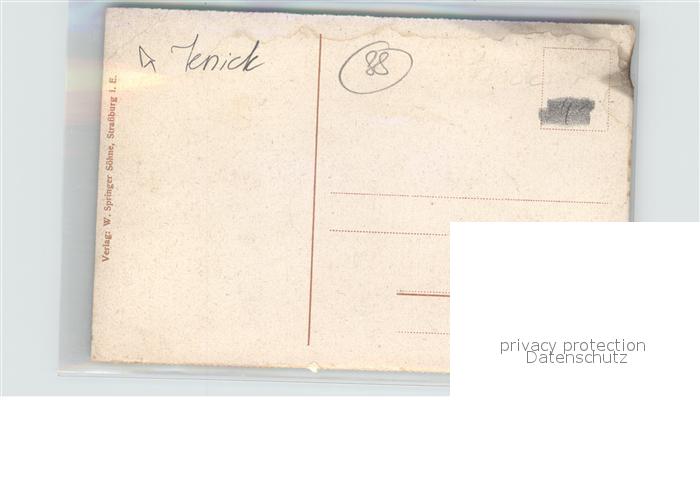 Jenick
88
Verlag: W. Springer Söhne, Straßburg i. E.
privacy protection
Datenschutz